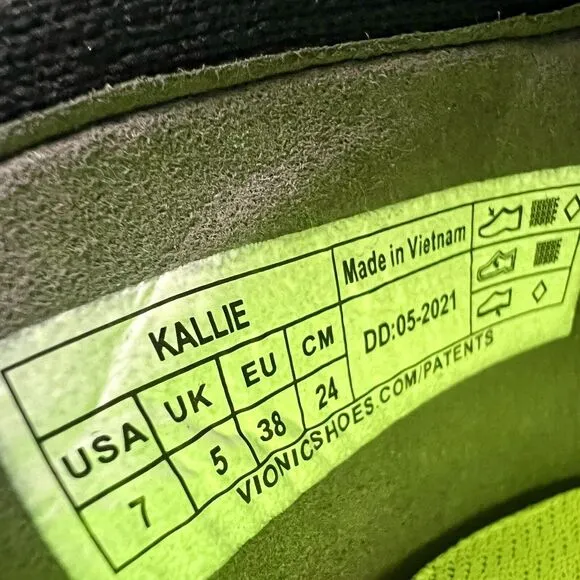 KALLIE
Made in Vietnam
USA UK EU CM
7 5 38 24
DD:05-2021
VIONICSHOES.COM/PATENTS